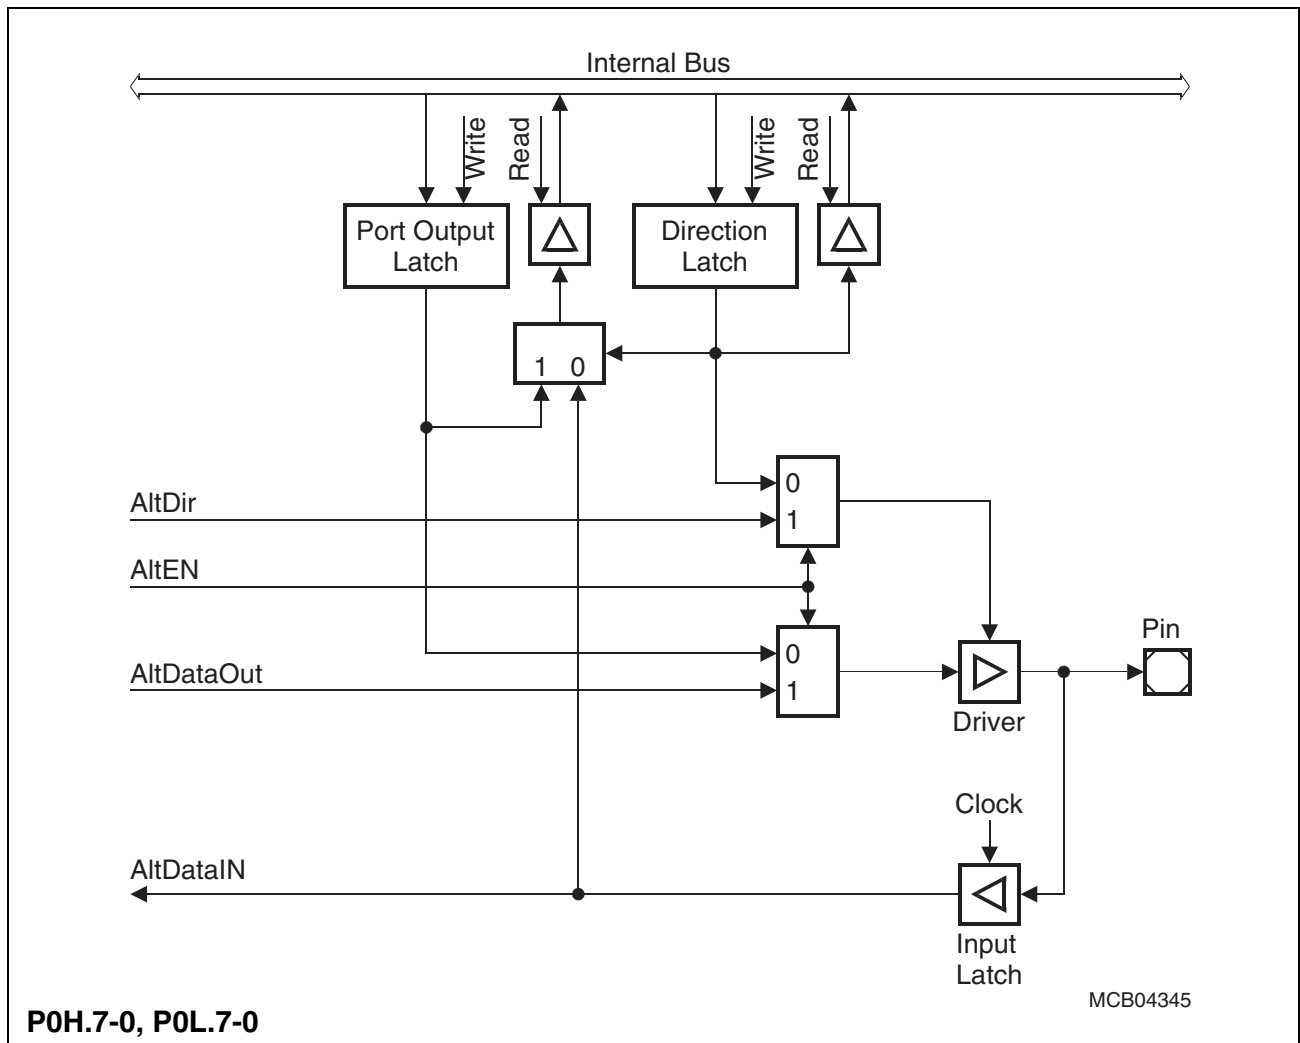 Internal Bus
Write
Read
Write
Read
Port Output
Latch
Direction
Latch
1 0
0
1
AltDir
AltEN
0
1
AltDataOut
Pin
Driver
Clock
AltDataIN
Input
Latch
MCB04345
P0H.7-0, P0L.7-0